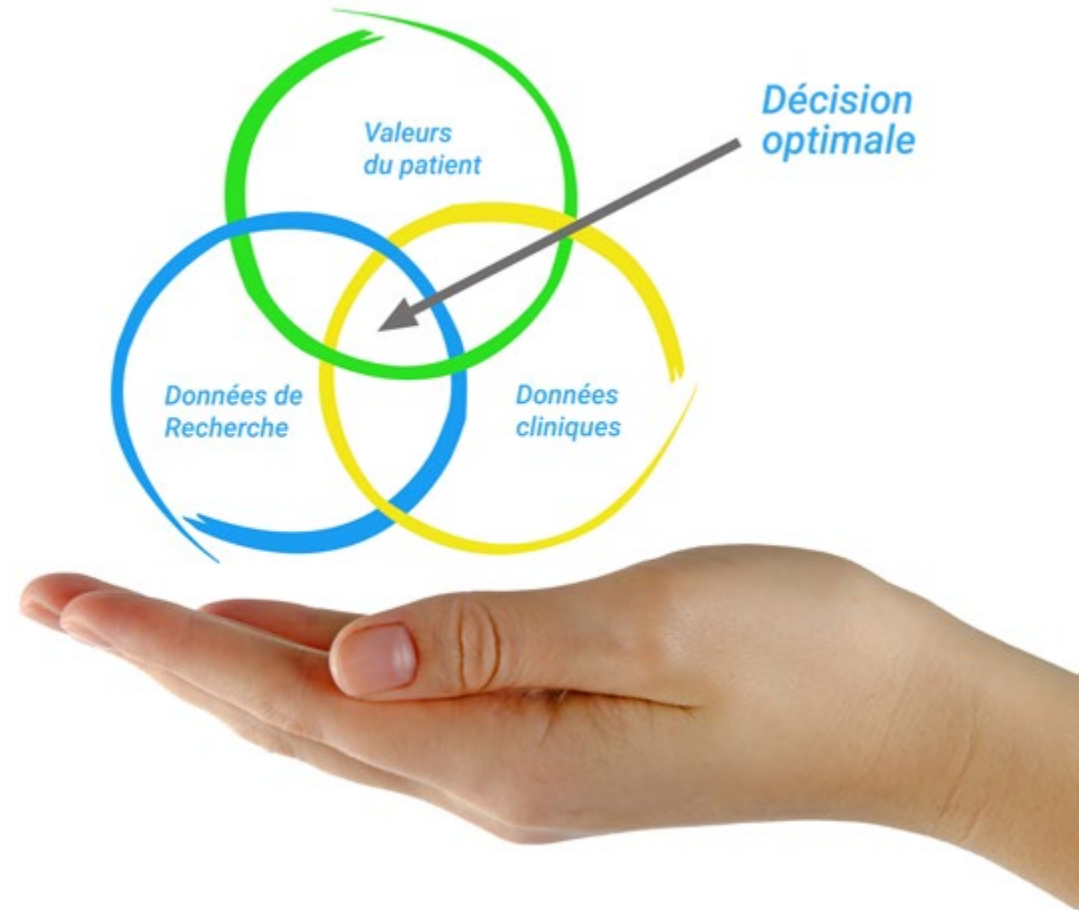 Valeurs
du patient
Décision
optimale
Données de
Recherche
Données
cliniques